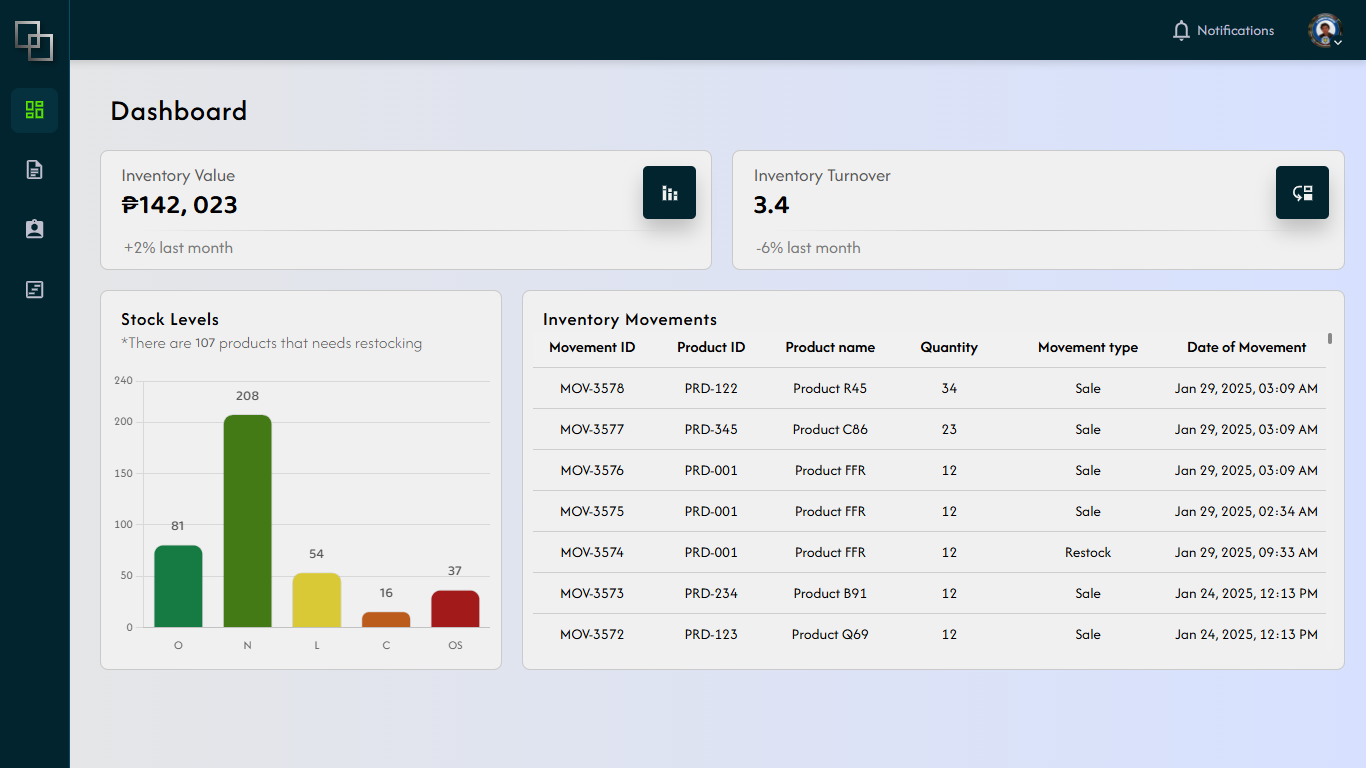 Notifications
Dashboard
Inventory Value
₱142, 023
+2% last month
Inventory Turnover
3.4
-6% last month
Stock Levels
*There are 107 products that needs restocking
240
200
150
100
50
0
81
208
54
16
37
O N L C OS
Inventory Movements
Movement ID Product ID Product name Quantity Movement type Date of Movement
MOV-3578 PRD-122 Product R45 34 Sale Jan 29, 2025, 03:09 AM
MOV-3577 PRD-345 Product C86 23 Sale Jan 29, 2025, 03:09 AM
MOV-3576 PRD-001 Product FFR 12 Sale Jan 29, 2025, 03:09 AM
MOV-3575 PRD-001 Product FFR 12 Sale Jan 29, 2025, 02:34 AM
MOV-3574 PRD-001 Product FFR 12 Restock Jan 29, 2025, 09:33 AM
MOV-3573 PRD-234 Product B91 12 Sale Jan 24, 2025, 12:13 PM
MOV-3572 PRD-123 Product Q69 12 Sale Jan 24, 2025, 12:13 PM